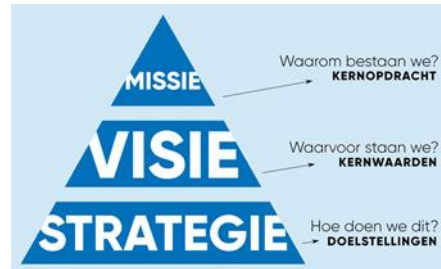 MISSIE
Waarom bestaan we?
KERNOPDRACHT
VISIE
Waarvoor staan we?
KERNWAARDEN
STRATEGIE
Hoe doen we dit?
DOELSTELLINGEN